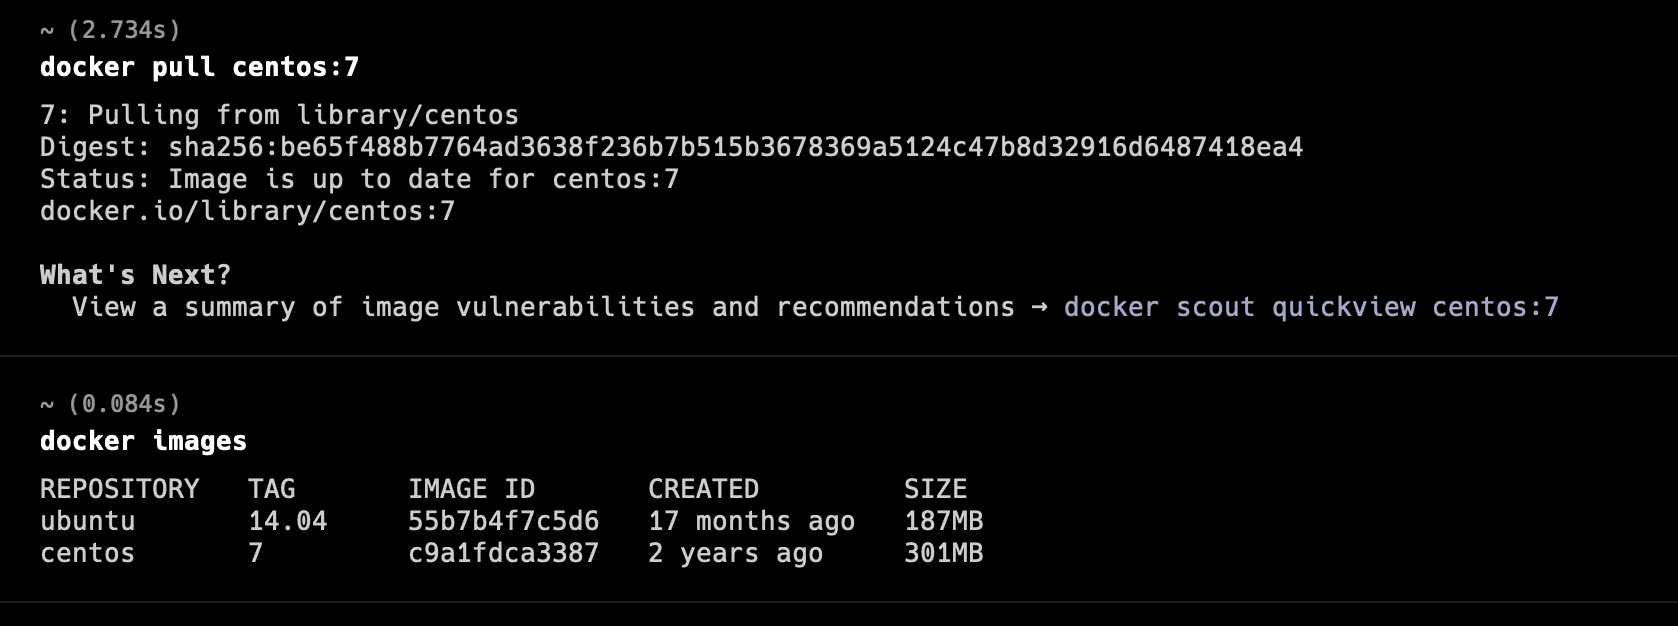 ~ (2.734s)
docker pull centos:7
7: Pulling from library/centos
Digest: sha256:be65f488b7764ad3638f236b7b515b3678369a5124c47b8d32916d6487418ea4
Status: Image is up to date for centos:7
docker.io/library/centos:7
What's Next?
View a summary of image vulnerabilities and recommendations → docker scout quickview centos:7
~ (0.084s)
docker images
REPOSITORY   TAG       IMAGE ID       CREATED         SIZE
ubuntu       14.04     55b7b4f7c5d6   17 months ago   187MB
centos       7         c9a1fdca3387   2 years ago     301MB